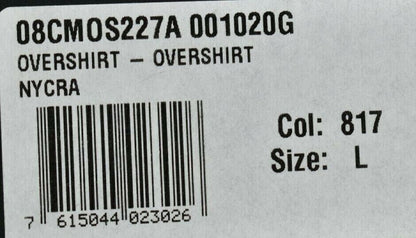 08CMOS227A 001020G
OVERSHIRT – OVERSHIRT
NYCRA
Col: 817
Size: L
7 615044 023026